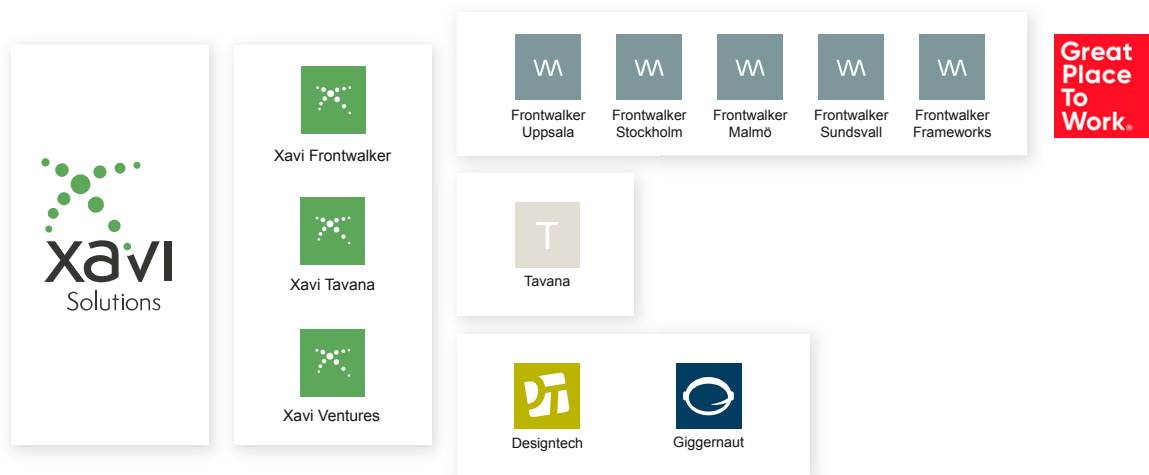 xavi
Solutions
Xavi Frontwalker
Xavi Tavana
Xavi Ventures
Frontwalker
Uppsala
Frontwalker
Stockholm
Frontwalker
Malmö
Frontwalker
Sundsvall
Frontwalker
Frameworks
Great
Place
To
Work®
T
Tavana
DT
Designtech
Giggernaut